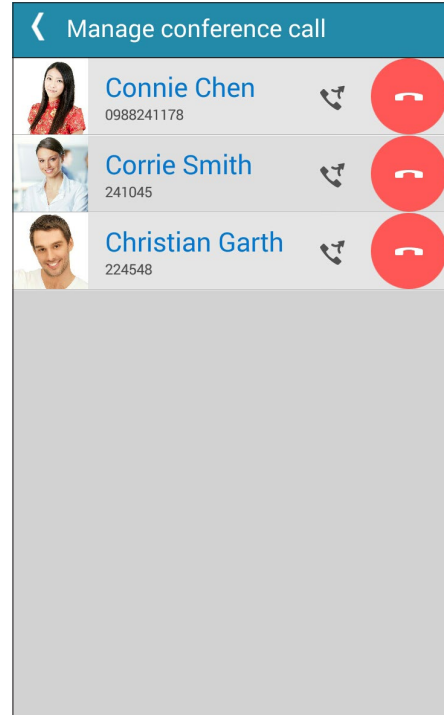 Manage conference call
Connie Chen
0988241178
Corrie Smith
241045
Christian Garth
224548